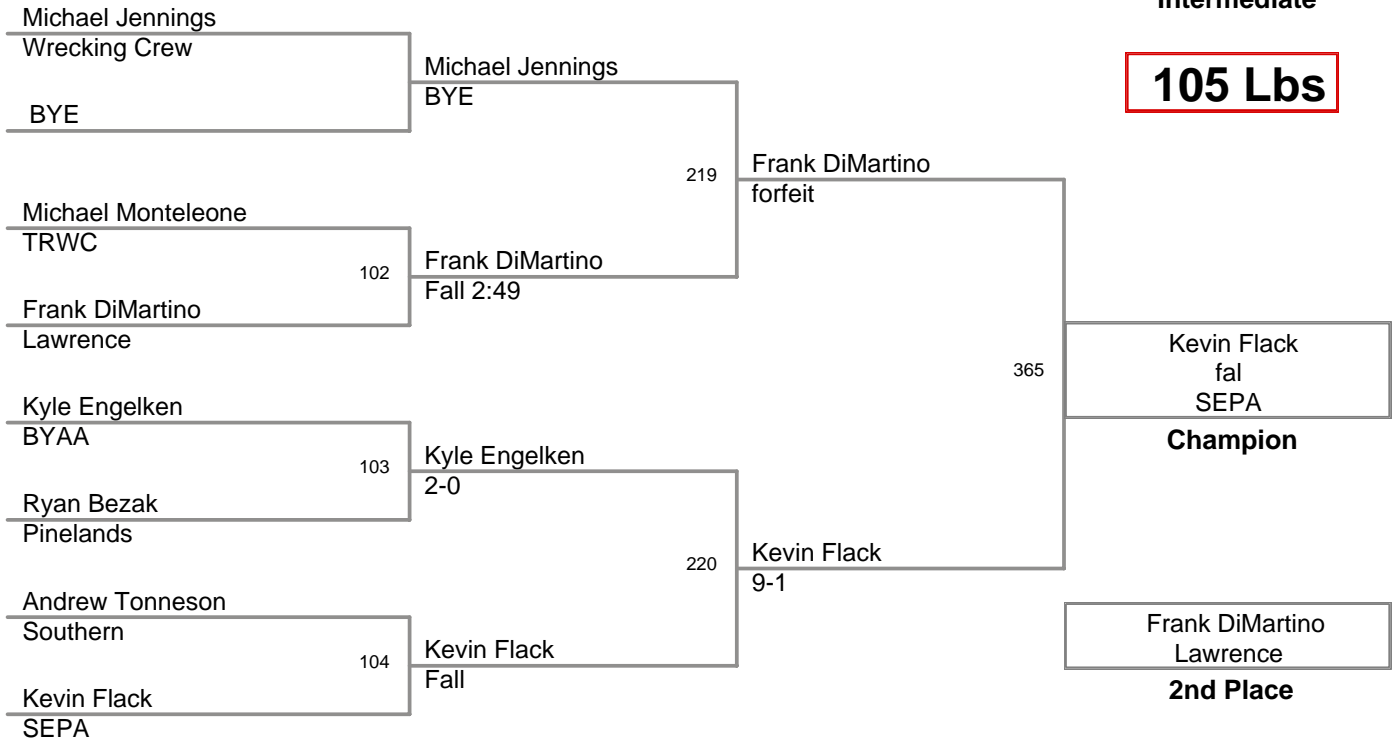 Intermediate
105 Lbs
Michael Jennings
Wrecking Crew
BYE
Michael Monteleone
TRWC
102
Frank DiMartino
Lawrence
Kyle Engelken
BYAA
103
Ryan Bezak
Pinelands
Andrew Tonneson
Southern
104
Kevin Flack
SEPA
Michael Jennings
BYE
219
Frank DiMartino
Fall 2:49
Kyle Engelken
2-0
220
Kevin Flack
Fall
Frank DiMartino
forfeit
365
Kevin Flack
9-1
Kevin Flack
fal
SEPA
Champion
Frank DiMartino
Lawrence
2nd Place